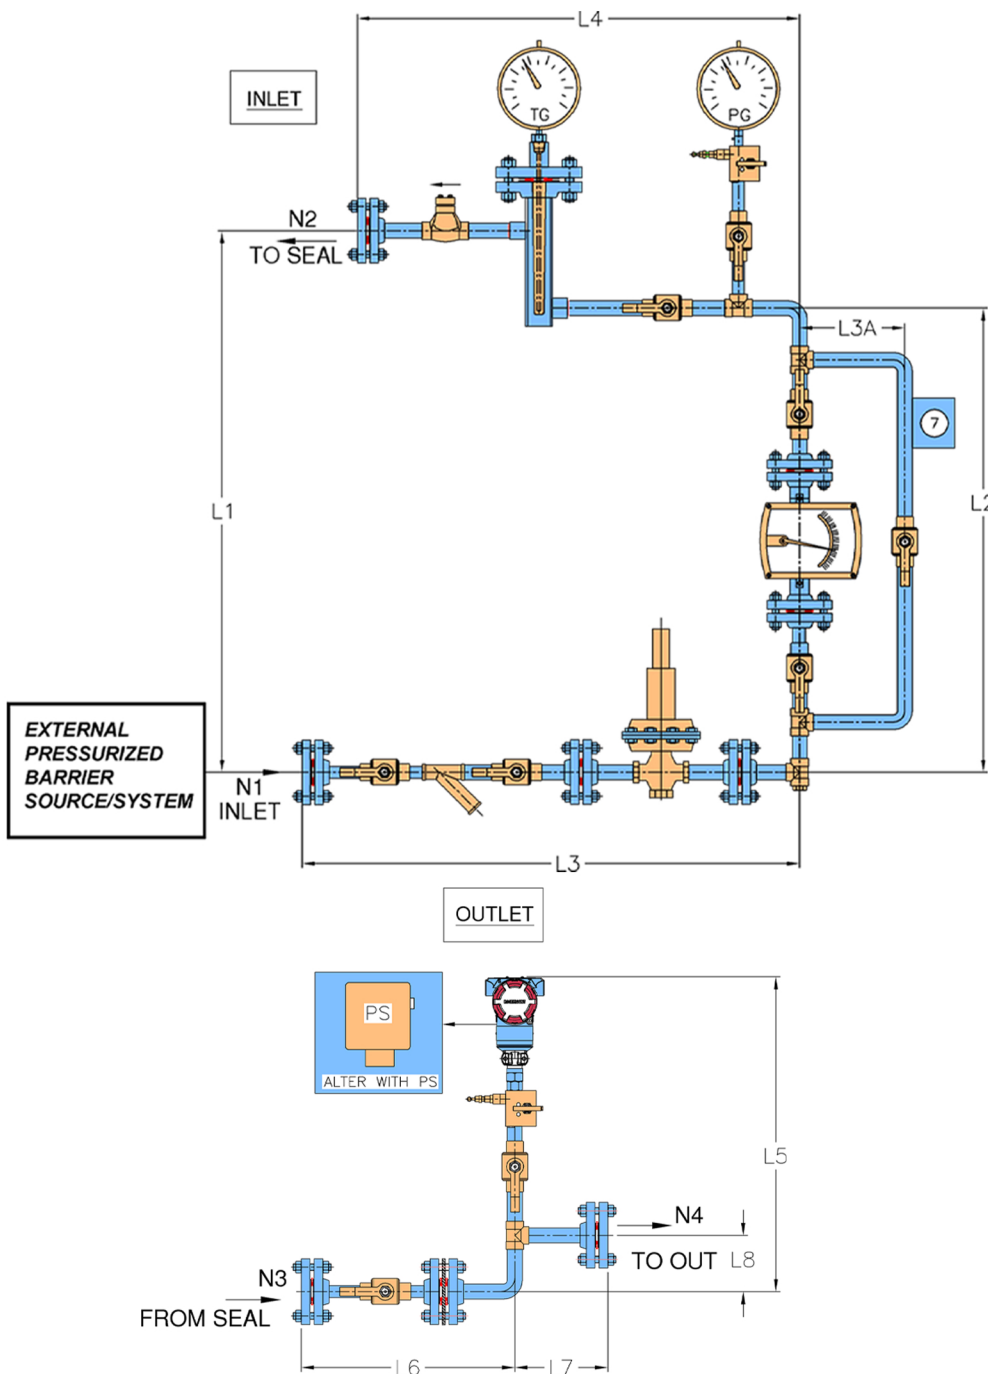 L4
INLET
TG
PG
N2
TO SEAL
L3A
7
L1
L2
EXTERNAL
PRESSURIZED
BARRIER
SOURCE/SYSTEM
N1
INLET
L3
OUTLET
PS
ALTER WITH PS
L5
N4
TO OUT
L8
N3
FROM SEAL
L6
L7